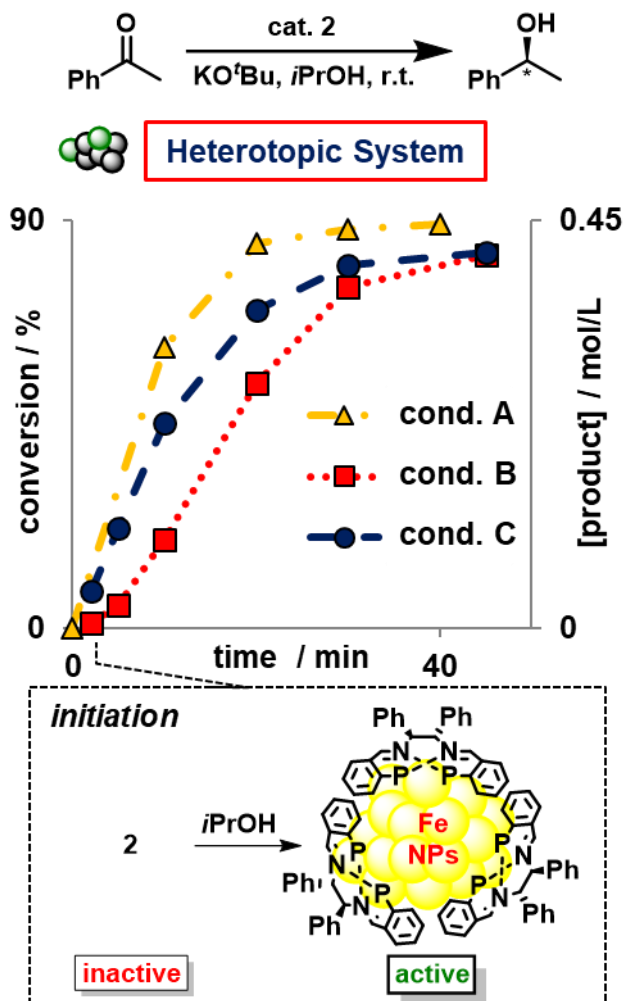 O
Ph
cat. 2
KOᵗBu, iPrOH, r.t.
OH
Ph
*
Heterotopic System
90
0.45
conversion / %
[product] / mol/L
cond. A
cond. B
cond. C
0
0
0
time / min
40
initiation
2
iPrOH
Ph
Ph
N
N
P
P
Fe
NPs
P
P
N
N
Ph
Ph
P
P
N
N
Ph
Ph
inactive
active